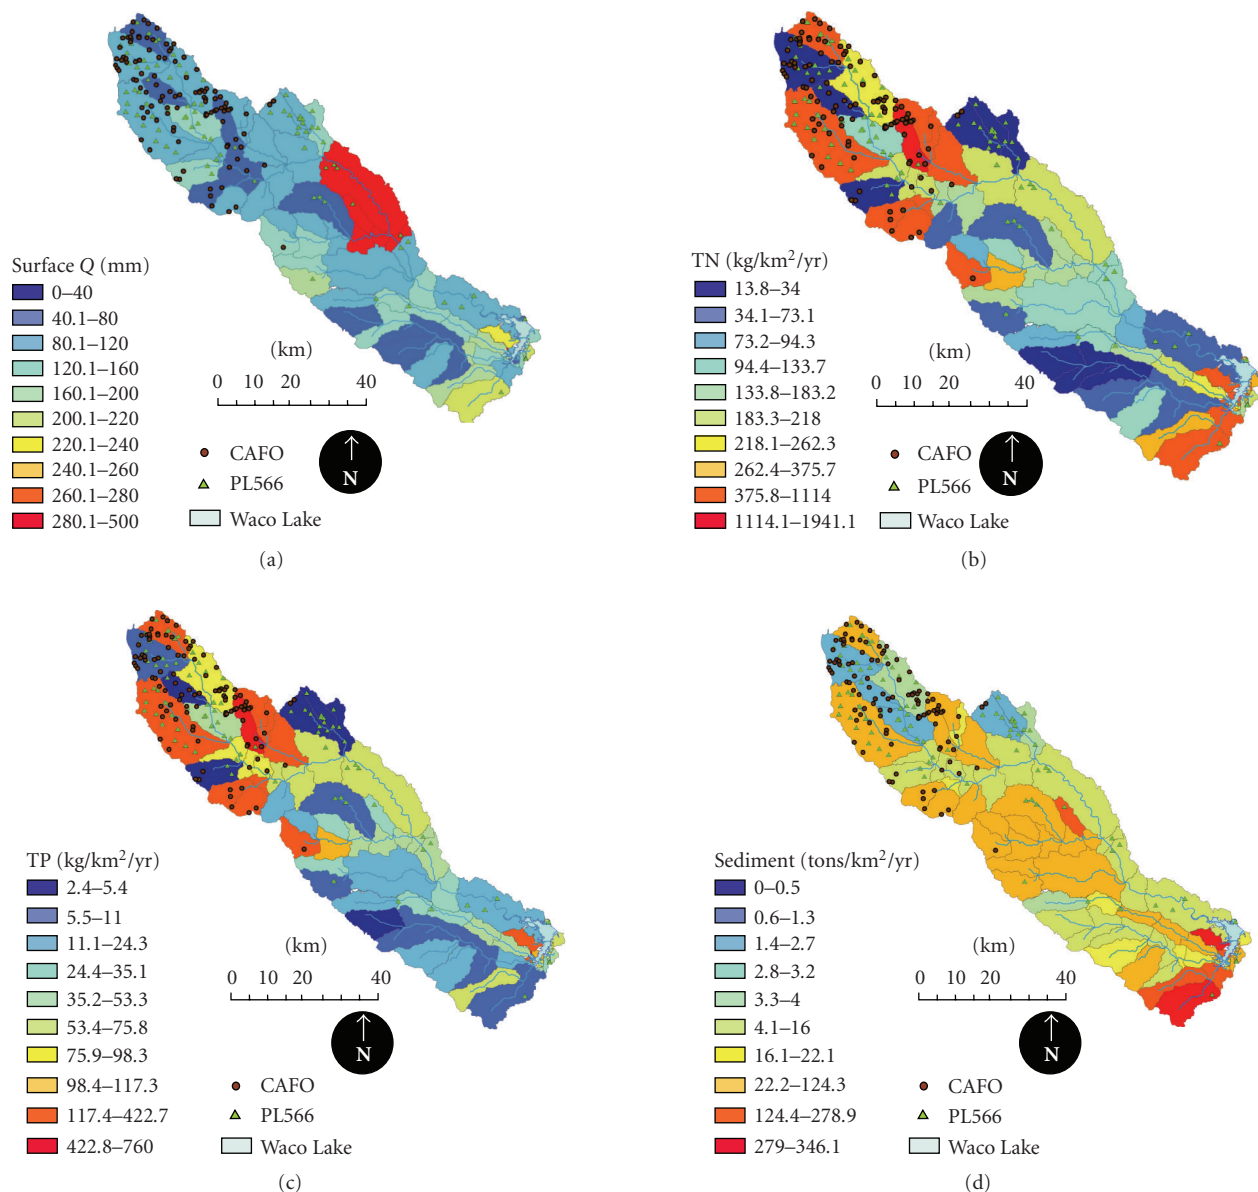 Surface Q (mm)
0–40
40.1–80
80.1–120
120.1–160
160.1–200
200.1–220
220.1–240
240.1–260
260.1–280
280.1–500
(km)
0 10 20 40
N
CAFO
PL566
Waco Lake
(a)
TN (kg/km²/yr)
13.8–34
34.1–73.1
73.2–94.3
94.4–133.7
133.8–183.2
183.3–218
218.1–262.3
262.4–375.7
375.8–1114
1114.1–1941.1
(km)
0 10 20 40
N
CAFO
PL566
Waco Lake
(b)
TP (kg/km²/yr)
2.4–5.4
5.5–11
11.1–24.3
24.4–35.1
35.2–53.3
53.4–75.8
75.9–98.3
98.4–117.3
117.4–422.7
422.8–760
(km)
0 10 20 40
N
CAFO
PL566
Waco Lake
(c)
Sediment (tons/km²/yr)
0–0.5
0.6–1.3
1.4–2.7
2.8–3.2
3.3–4
4.1–16
16.1–22.1
22.2–124.3
124.4–278.9
279–346.1
(km)
0 10 20 40
N
CAFO
PL566
Waco Lake
(d)